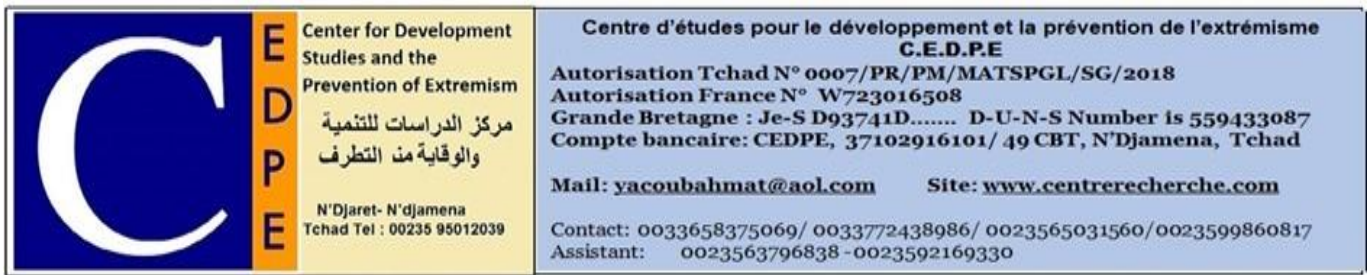 C
E
D
P
E
Center for Development
Studies and the
Prevention of Extremism
مركز الدراسات للتنمية
والوقاية منـ التطرف
N'Djaret- N'djamena
Tchad Tel : 00235 95012039
Centre d'études pour le développement et la prévention de l'extrémisme
C.E.D.P.E
Autorisation Tchad N° 0007/PR/PM/MATSPGL/SG/2018
Autorisation France N° W723016508
Grande Bretagne : Je-S D93741D....... D-U-N-S Number is 559433087
Compte bancaire: CEDPE, 37102916101/ 49 CBT, N'Djamena, Tchad
Mail: yacoubahmat@aol.com Site: www.centrerecherche.com
Contact: 0033658375069/ 0033772438986/ 0023565031560/0023599860817
Assistant: 0023563796838 -0023592169330